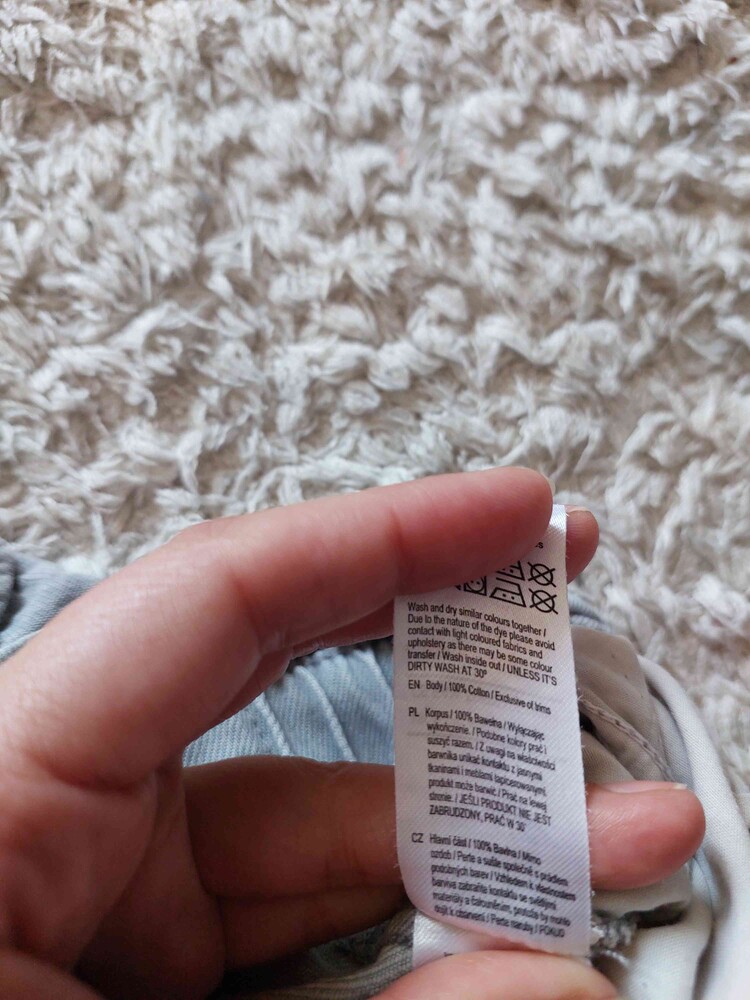 Wash and dry similar colours together /
Due to the nature of the dye please avoid
contact with light coloured fabrics and
upholstery as there may be some colour
transfer / Wash inside out / UNLESS IT'S
DIRTY WASH AT 30°
EN Body / 100% Cotton / Exclusive of trims
PL Korpus / 100% Bawełna / Wyłączając
wykończenie. / Podobne kolory prać i
suszyć razem. / Z uwagi na właściwości
barwnika unikać kontaktu z jasnymi
tkaninami i meblami tapicerowanymi,
produkt może barwić / Prać na lewej
stronie. / JEŚLI PRODUKT NIE JEST
ZABRUDZONY, PRAĆ W 30°
CZ Hlavní část / 100% Bavlna / Mimo
ozdob / Perte a sušte společně s prádlem
podobných barev / Vzhledem k vlastnostem
barviva zabraňte kontaktu se světlými
materiály a čalouněním, protože by mohlo
dojít k obarvení / Perte naruby / POKUD